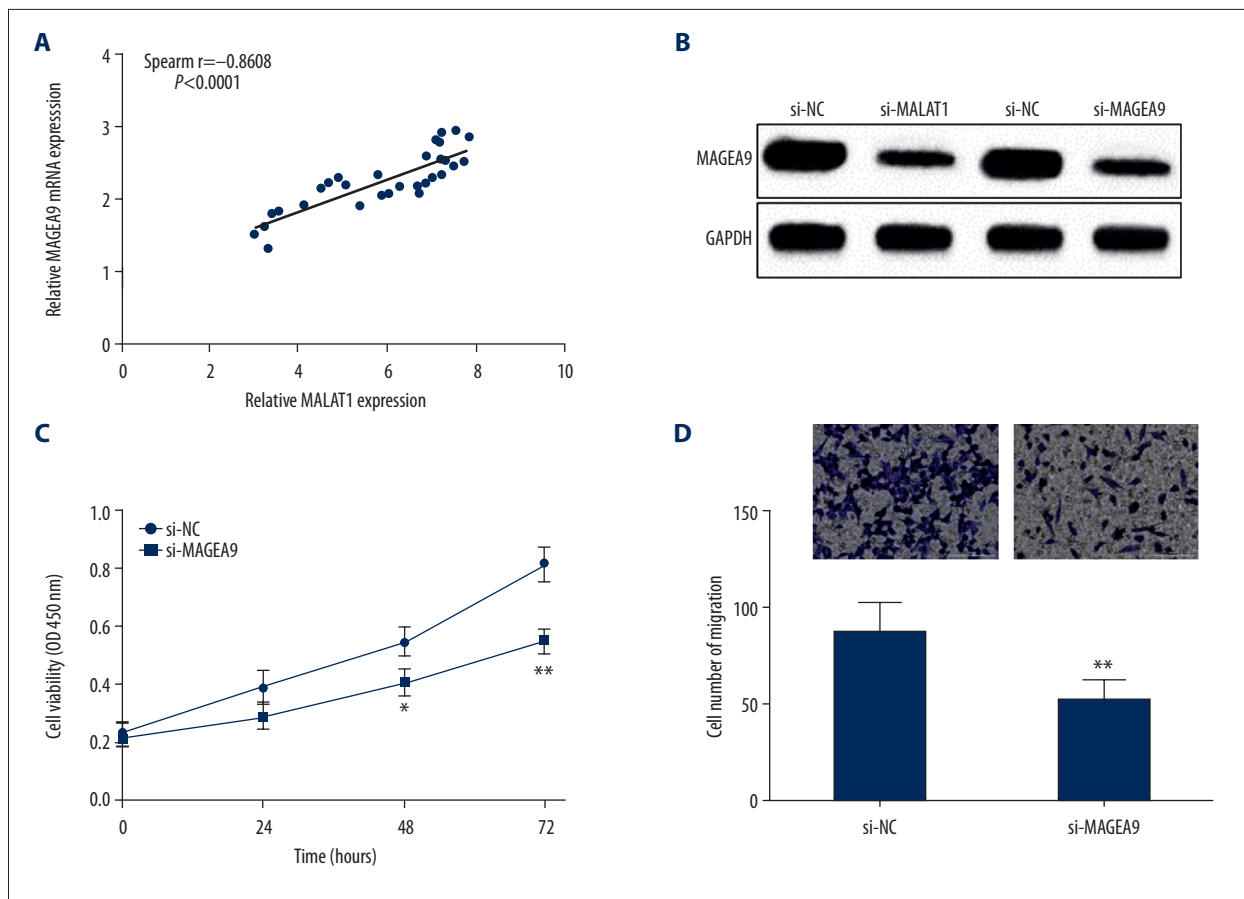 A
Spearm r=–0.8608
P<0.0001
4
3
2
1
0
0 2 4 6 8 10
Relative MAGEA9 mRNA expresssion
Relative MALAT1 expression
B
si-NC si-MALAT1 si-NC si-MAGEA9
MAGEA9
GAPDH
C
1.0
0.8
0.6
0.4
0.2
0.0
si-NC
si-MAGEA9
*
**
0 24 48 72
Cell viability (OD 450 nm)
Time (hours)
D
150
100
50
0
**
Cell number of migration
si-NC si-MAGEA9